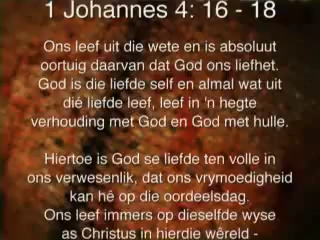 1 Johannes 4: 16 - 18
Ons leef uit die wete en is absoluut
oortuig daarvan dat God ons liefhet.
God is die liefde self en almal wat uit
dié liefde leef, leef in 'n hegte
verhouding met God en God met hulle.
Hiertoe is God se liefde ten volle in
ons verwesenlik, dat ons vrymoedigheid
kan hê op die oordeelsdag.
Ons leef immers op dieselfde wyse
as Christus in hierdie wêreld -